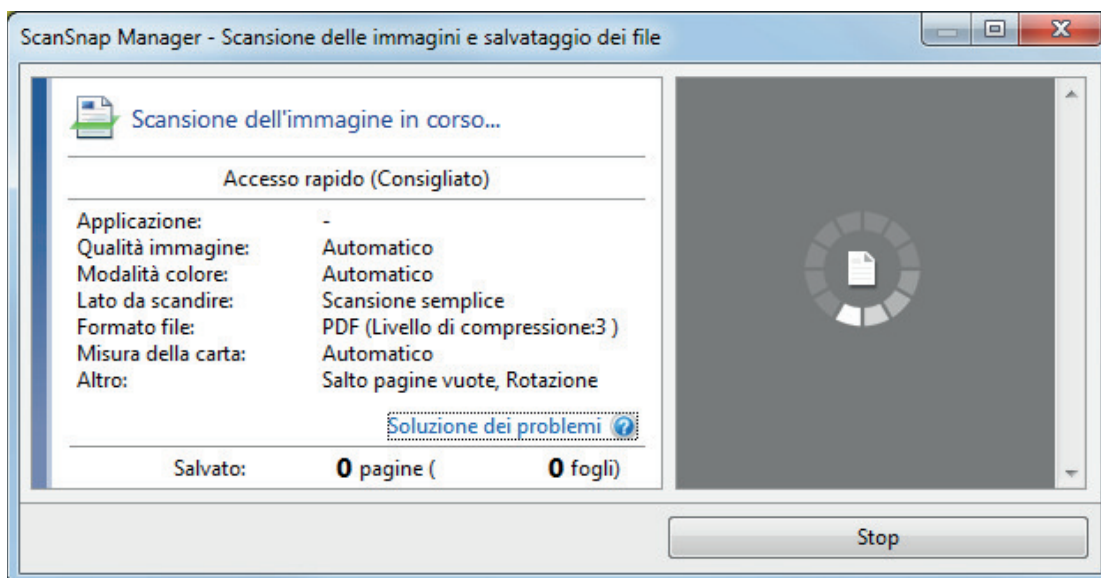 ScanSnap Manager - Scansione delle immagini e salvataggio dei file
Scansione dell'immagine in corso...
Accesso rapido (Consigliato)
Applicazione: -
Qualità immagine: Automatico
Modalità colore: Automatico
Lato da scandire: Scansione semplice
Formato file: PDF (Livello di compressione:3 )
Misura della carta: Automatico
Altro: Salto pagine vuote, Rotazione
Soluzione dei problemi ?
Salvato: 0 pagine ( 0 fogli)
Stop